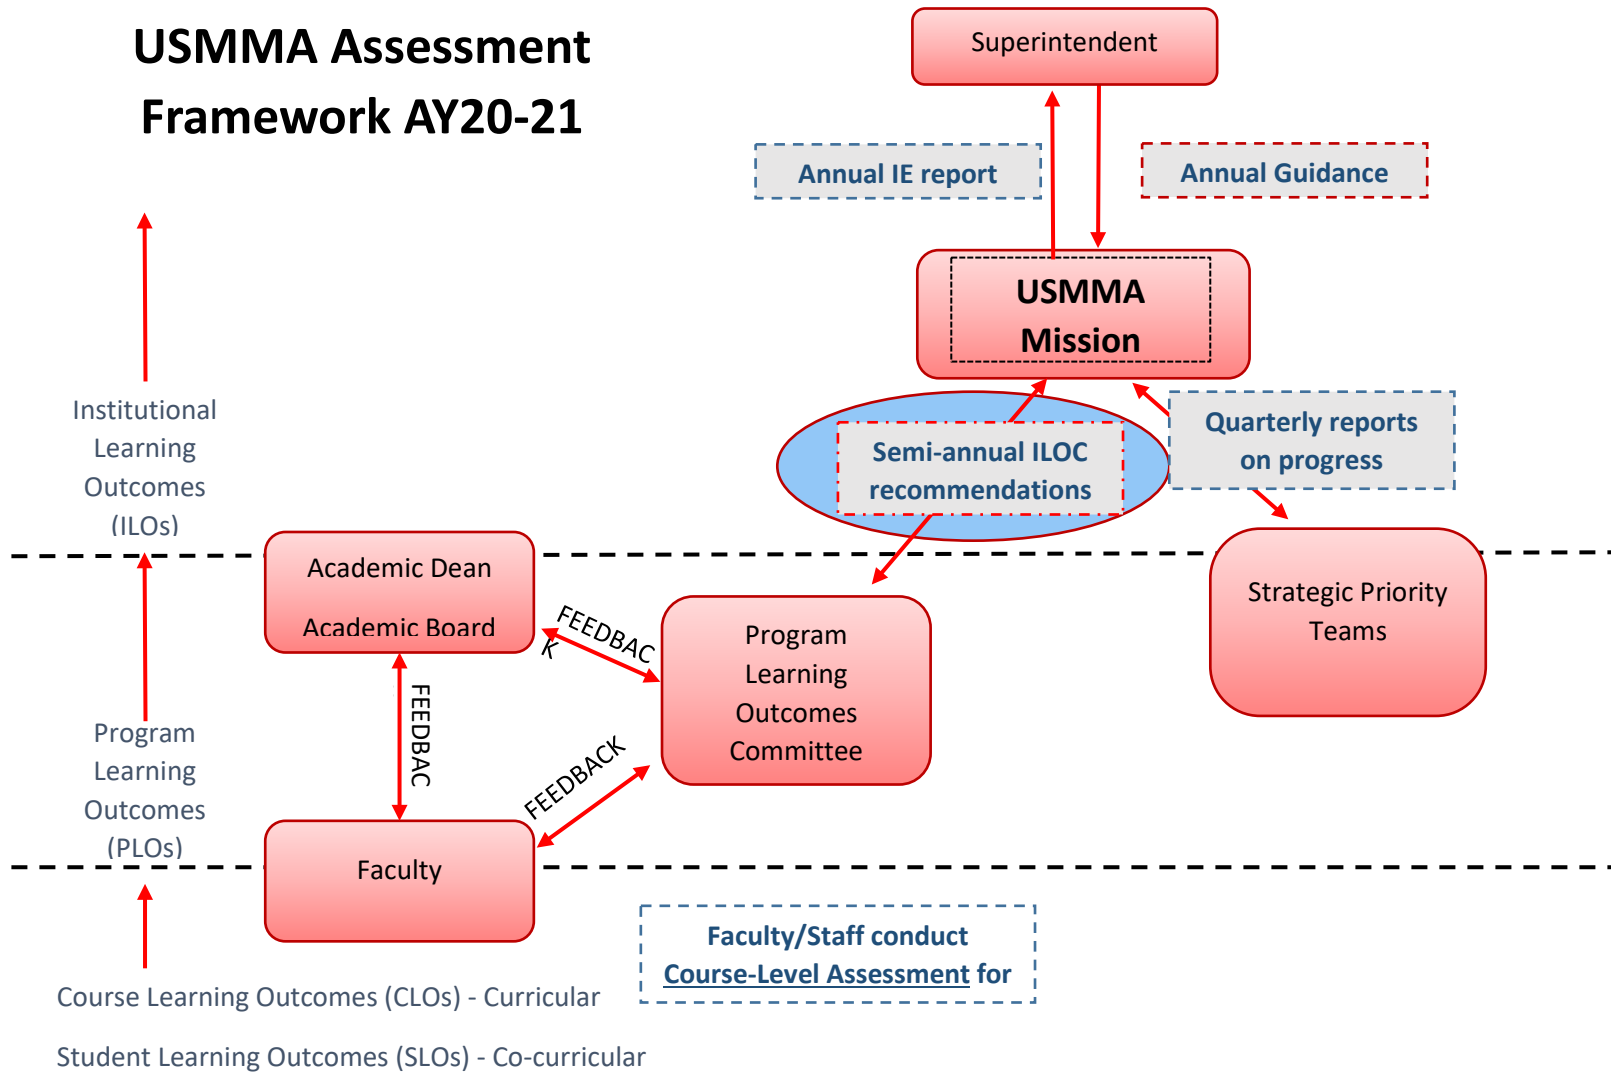 USMMA Assessment
Framework AY20-21
Superintendent
Annual IE report
Annual Guidance
USMMA
Mission
Institutional
Learning
Outcomes
(ILOs)
Semi-annual ILOC
recommendations
Quarterly reports
on progress
Academic Dean
Academic Board
FEEDBAC
K
Program
Learning
Outcomes
Committee
Strategic Priority
Teams
FEEDBAC
FEEDBACK
Program
Learning
Outcomes
(PLOs)
Faculty
Faculty/Staff conduct
Course-Level Assessment for
Course Learning Outcomes (CLOs) - Curricular
Student Learning Outcomes (SLOs) - Co-curricular